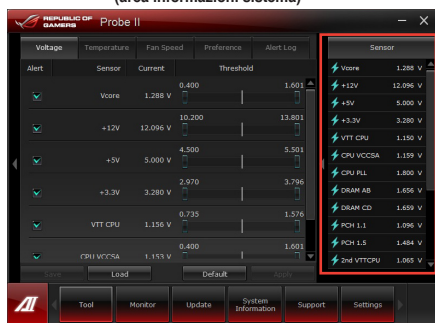 (area informazioni sistema)
REPUBLIC OF GAMERS Probe II
Voltage Temperature Fan Speed Preference Alert Log
Alert Sensor Current Threshold
Vcore 1.288 V 0.400 1.601
+12V 12.096 V 10.200 13.801
+5V 5.000 V 4.500 5.501
+3.3V 3.280 V 2.970 3.796
VTT CPU 1.156 V 0.735 1.576
CPU VCCSA 1.153 V 0.400 1.601
Save Load Default Apply
Sensor
Vcore 1.288 V
+12V 12.096 V
+5V 5.000 V
+3.3V 3.280 V
VTT CPU 1.150 V
CPU VCCSA 1.159 V
CPU PLL 1.800 V
DRAM AB 1.656 V
DRAM CD 1.659 V
PCH 1.1 1.096 V
PCH 1.5 1.484 V
2nd VTTCPU 1.065 V
Tool Monitor Update System Information Support Settings